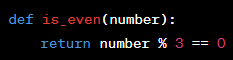 def is_even(number):
    return number % 3 == 0